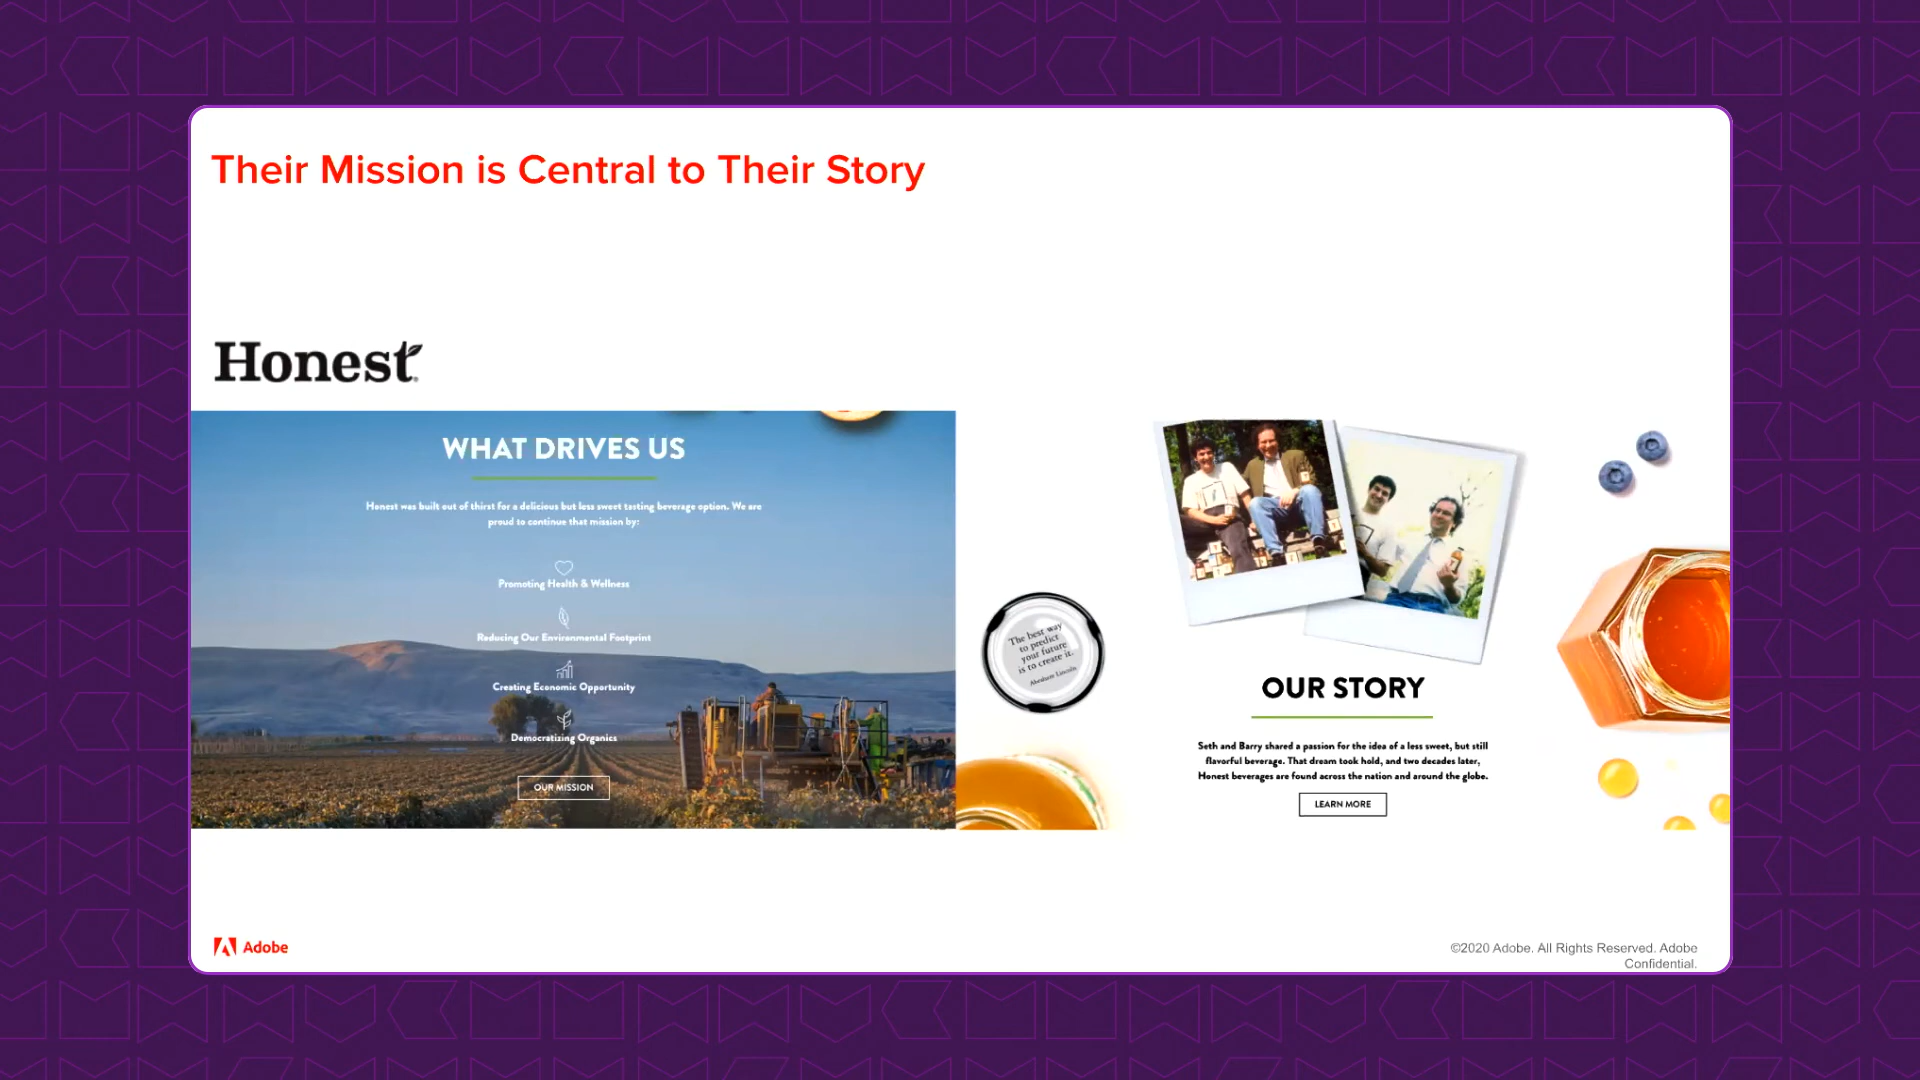 Their Mission is Central to Their Story
Honest
WHAT DRIVES US
Honest was built out of thirst for a delicious but less sweet tasting beverage option. We are
proud to continue that mission by:
Promoting Health & Wellness
Reducing Our Environmental Footprint
Creating Economic Opportunity
Democratizing Organics
OUR MISSION
The best way
to predict
your future
is to create it.
Abraham Lincoln
OUR STORY
Seth and Barry shared a passion for the idea of a less sweet, but still
flavorful beverage. That dream took hold, and two decades later,
Honest beverages are found across the nation and around the globe.
LEARN MORE
Adobe
©2020 Adobe. All Rights Reserved. Adobe
Confidential.